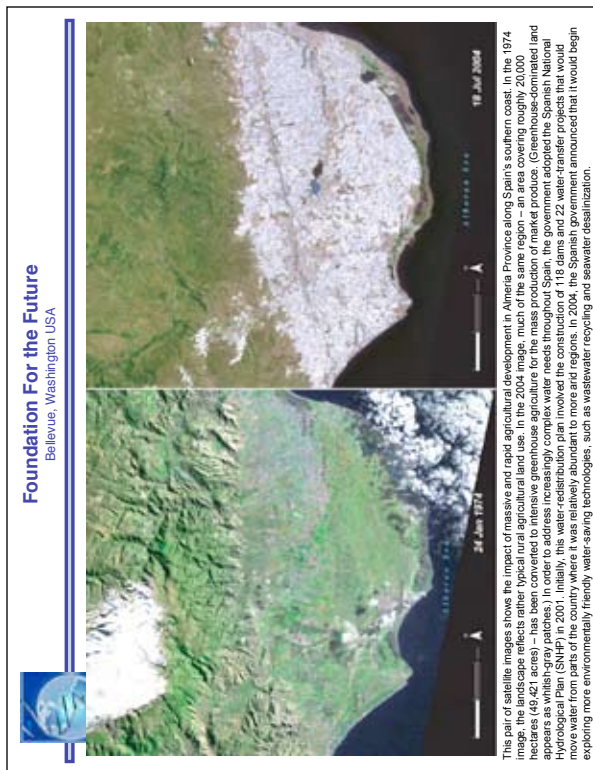 Foundation For the Future
Bellevue, Washington USA
24 Jan 1974
Alboran Sea
18 Jul 2004
Alboran Sea
This pair of satellite images shows the impact of massive and rapid agricultural development in Almeria Province along Spain's southern coast. In the 1974
image, the landscape reflects rather typical rural agricultural land use. In the 2004 image, much of the same region – an area covering roughly 20,000
hectares (49,421 acres) – has been converted to intensive greenhouse agriculture for the mass production of market produce. (Greenhouse-dominated land
appears as whitish-gray patches.) In order to address increasingly complex water needs throughout Spain, the government adopted the Spanish National
Hydrological Plan (SNHP) in 2001. Initially, this water-redistribution plan involved the construction of 118 dams and 22 water-transfer projects that would
move water from parts of the country where it was relatively abundant to more arid regions. In 2004, the Spanish government announced that it would begin
exploring more environmentally friendly water-saving technologies, such as wastewater recycling and seawater desalinization.